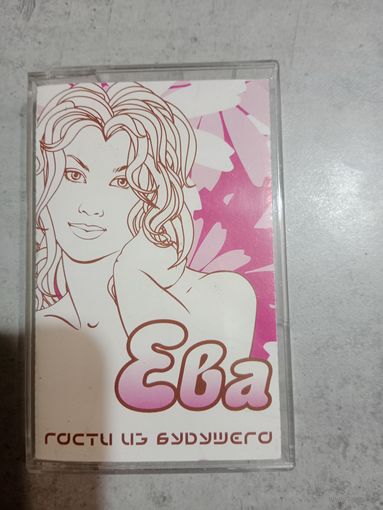 Ева
гости из будущего